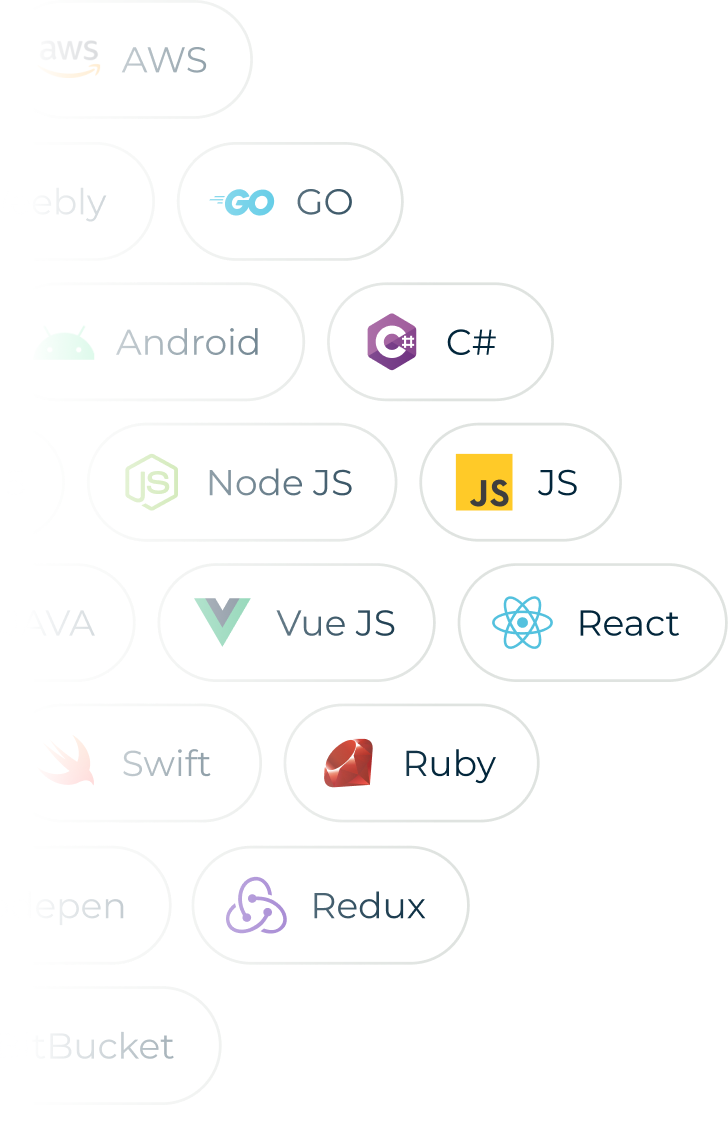 aws AWS
ebly GO GO
Android C#
JS Node JS JS JS
AVA Vue JS React
Swift Ruby
epen Redux
tBucket